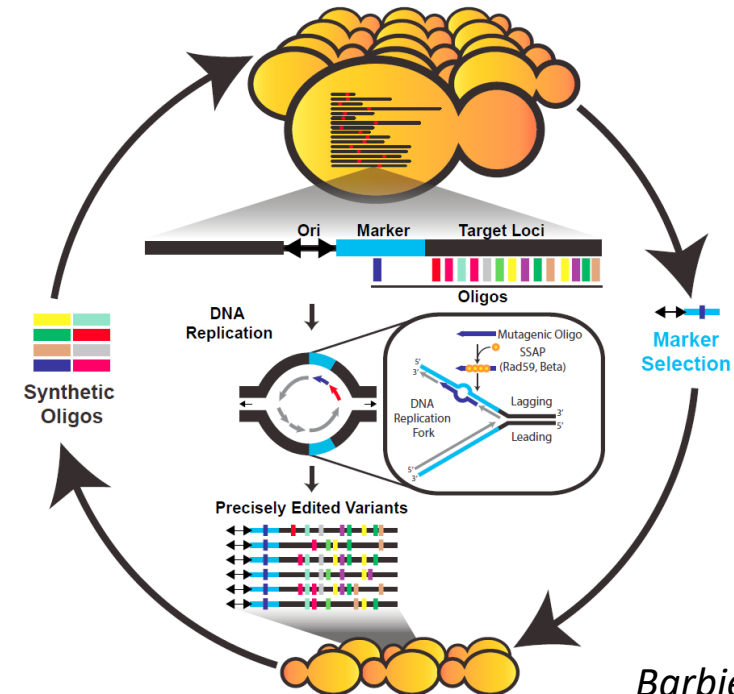 Ori
Marker
Target Loci
Oligos
DNA
Replication
Mutagenic Oligo
SSAP
(Rad59, Beta)
5'
3'
Lagging
DNA
Replication
Fork
3'
5'
Leading
5'
3'
Synthetic
Oligos
Marker
Selection
Precisely Edited Variants
Barbie